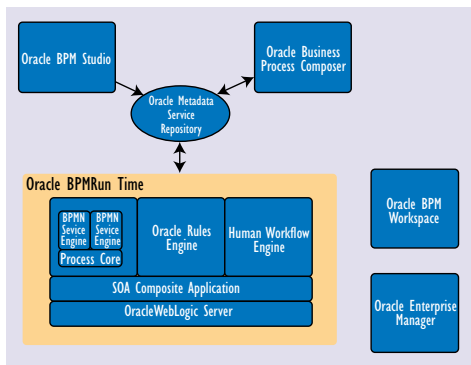 Oracle BPM Studio
Oracle Business
Process Composer
Oracle Metadata
Service
Repository
Oracle BPMRun Time
BPMN
Sevice
Engine
BPMN
Sevice
Engine
Process Core
Oracle Rules
Engine
Human Workflow
Engine
SOA Composite Application
OracleWebLogic Server
Oracle BPM
Workspace
Oracle Enterprise
Manager